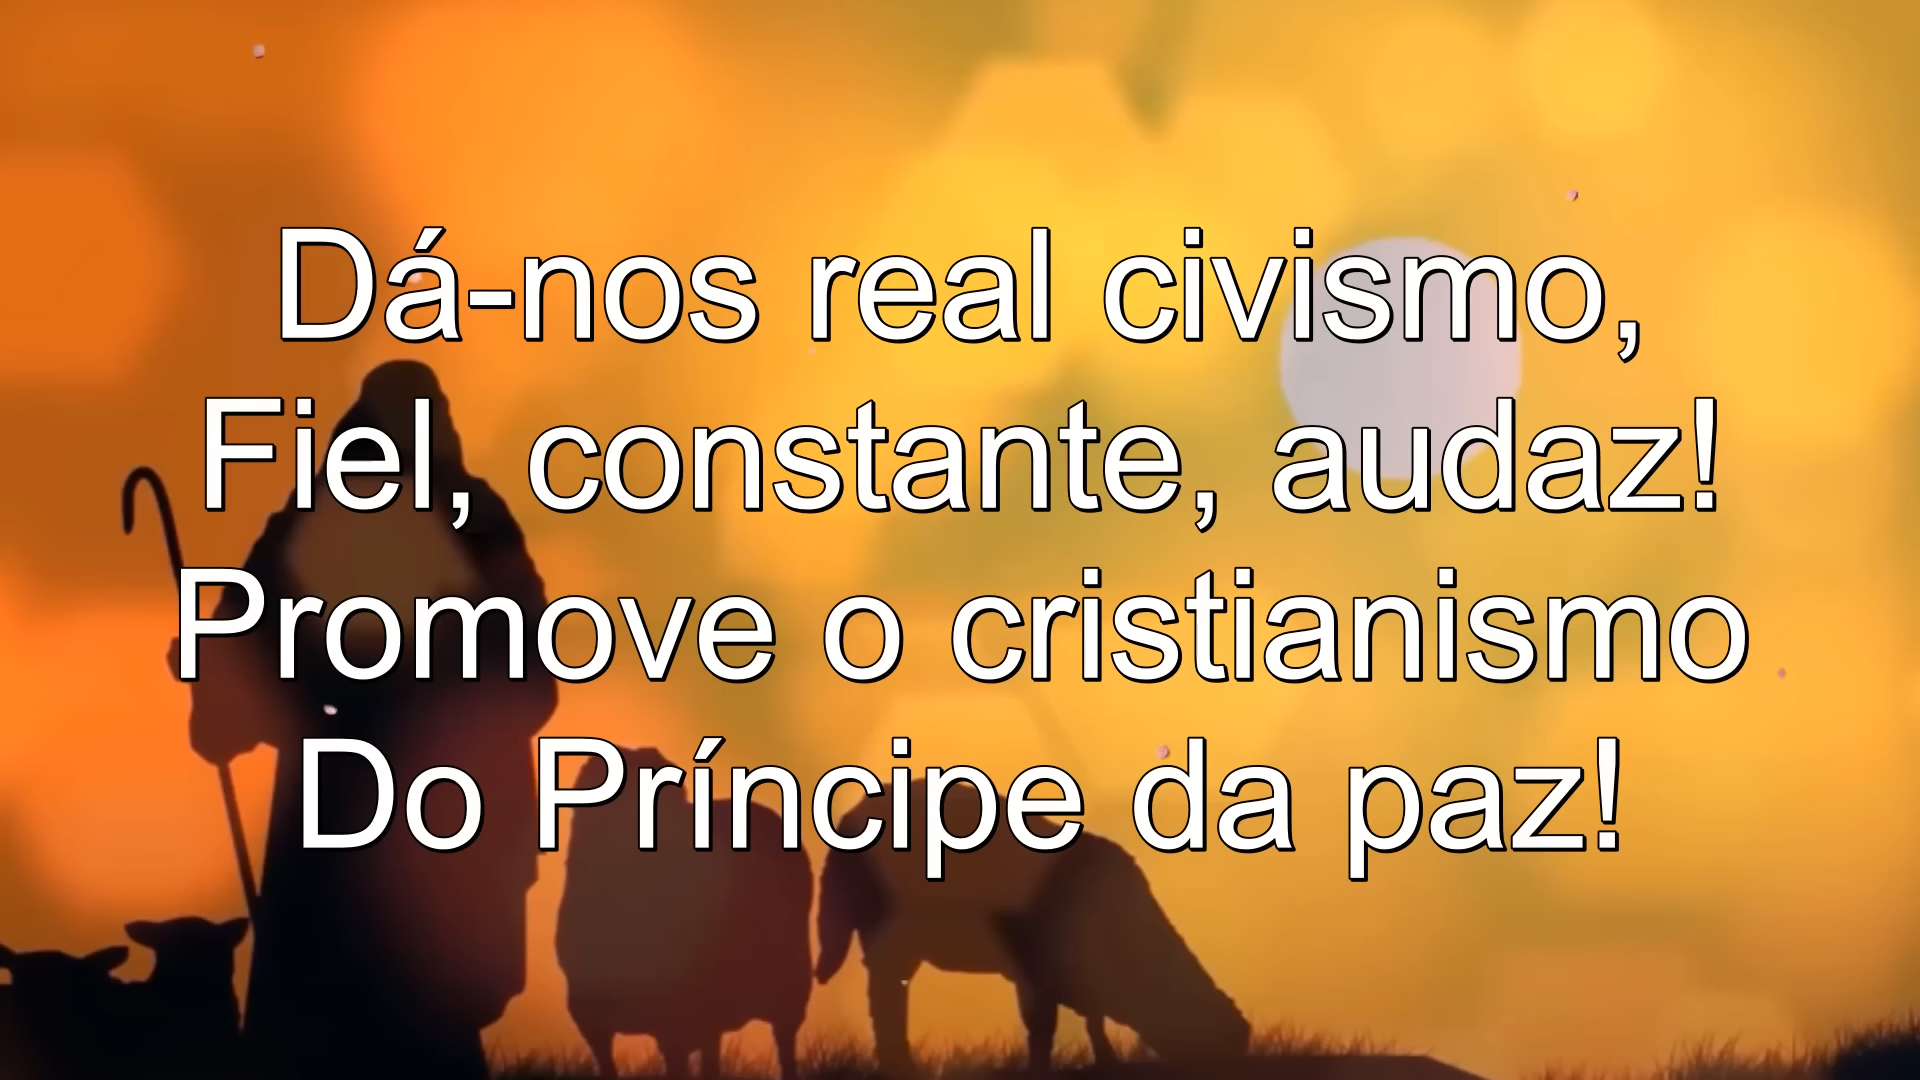 Dá-nos real civismo,
Fiel, constante, audaz!
Promove o cristianismo
Do Príncipe da paz!